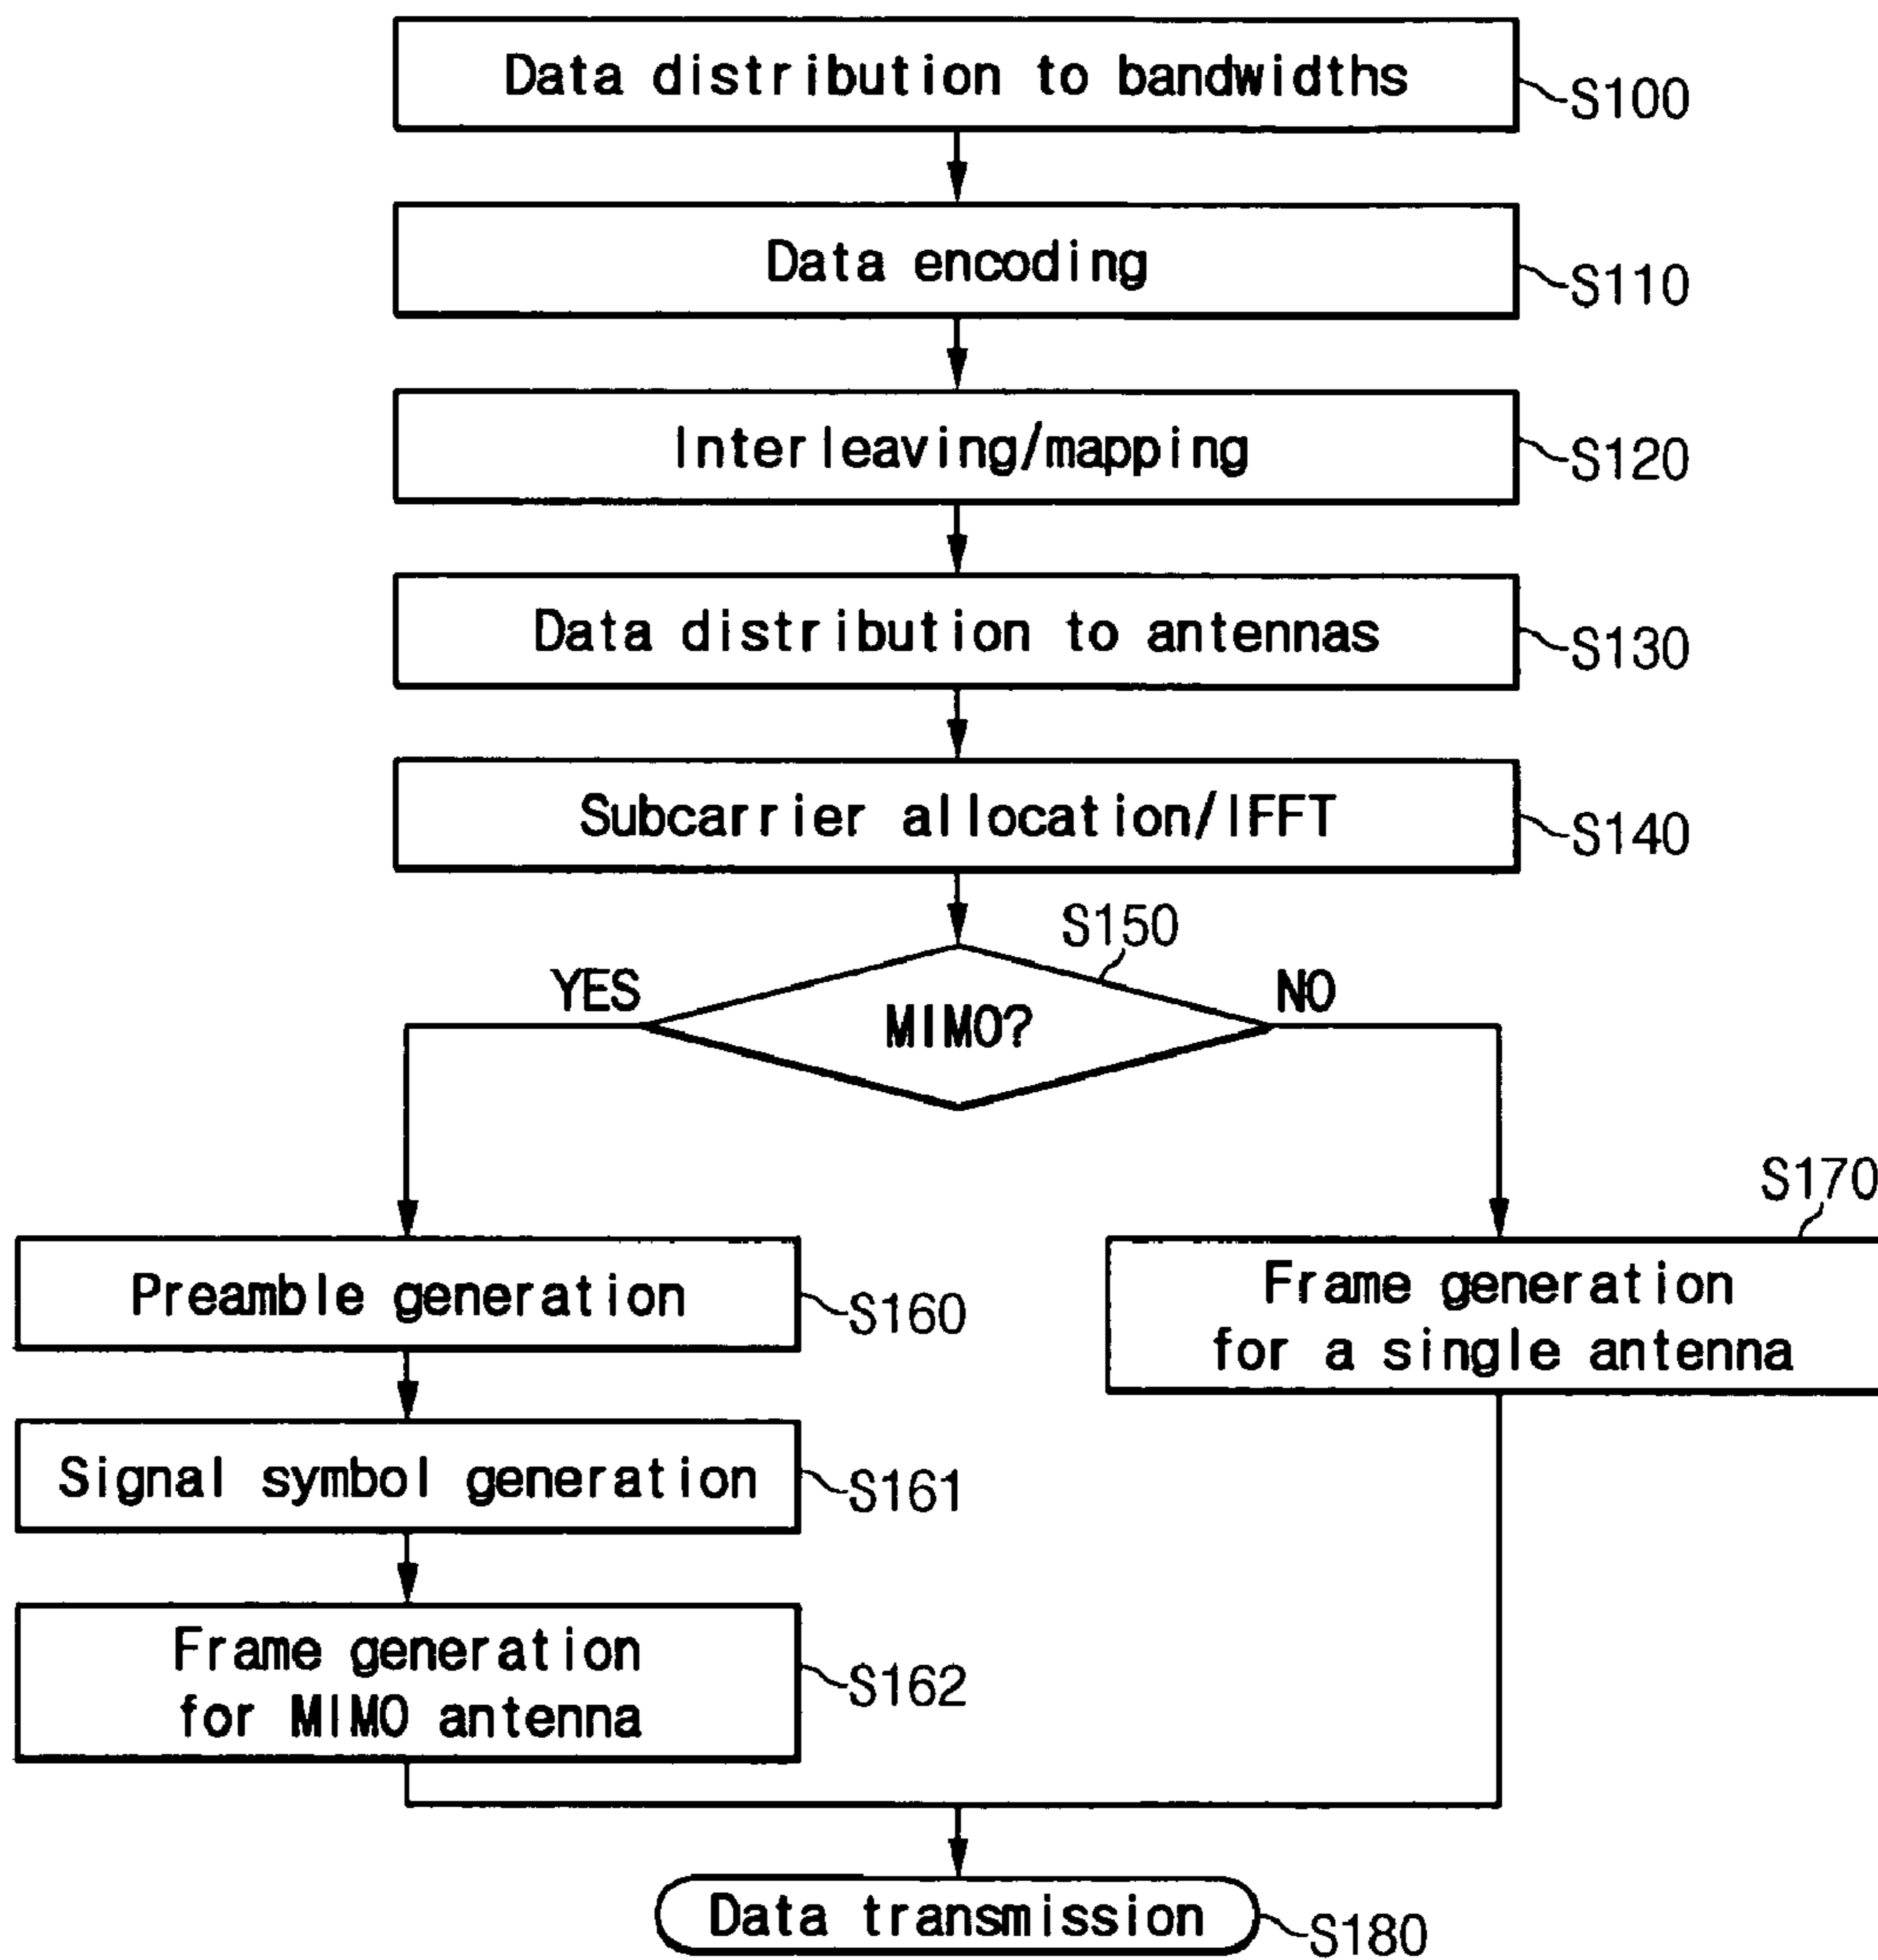 Data distribution to bandwidths
S100
Data encoding
S110
Interleaving/mapping
S120
Data distribution to antennas
S130
Subcarrier allocation/IFFT
S140
S150
YES
MIMO?
NO
S170
Preamble generation
S160
Frame generation
for a single antenna
Signal symbol generation
S161
Frame generation
for MIMO antenna
S162
Data transmission
S180